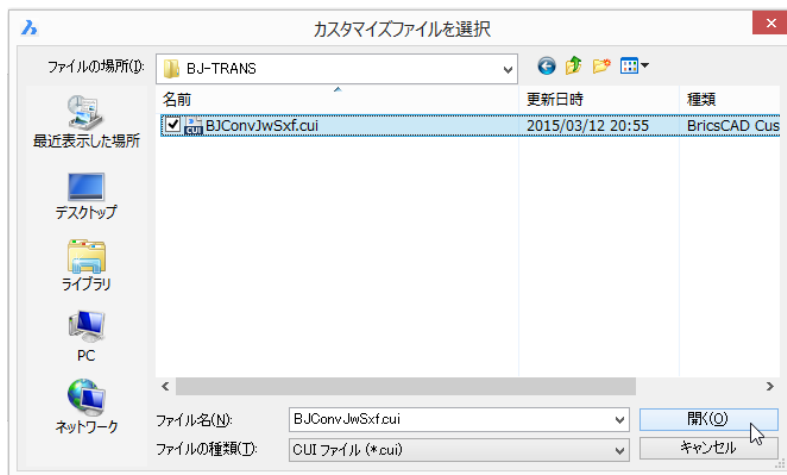 カスタマイズファイルを選択
ファイルの場所(I):
BJ-TRANS
名前
更新日時
種類
BJConvJwSxf.cui
2015/03/12 20:55
BricsCAD Cus
最近表示した場所
デスクトップ
ライブラリ
PC
ネットワーク
ファイル名(N):
BJConvJwSxf.cui
開く(O)
ファイルの種類(T):
CUI ファイル (*.cui)
キャンセル